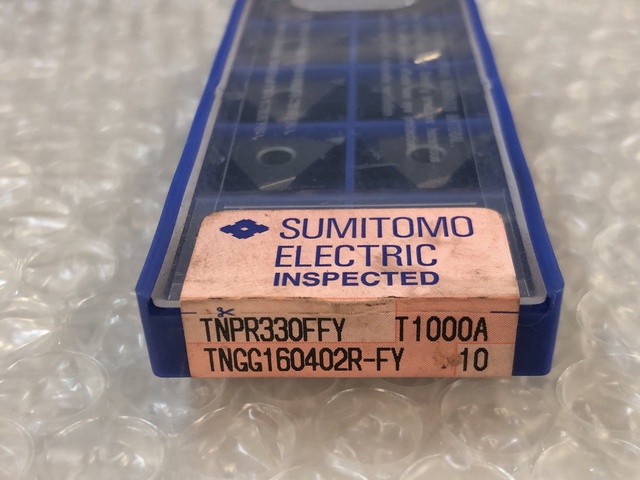 SUMITOMO
ELECTRIC
INSPECTED
TNPR330FFY T1000A
TNGG160402R-FY 10